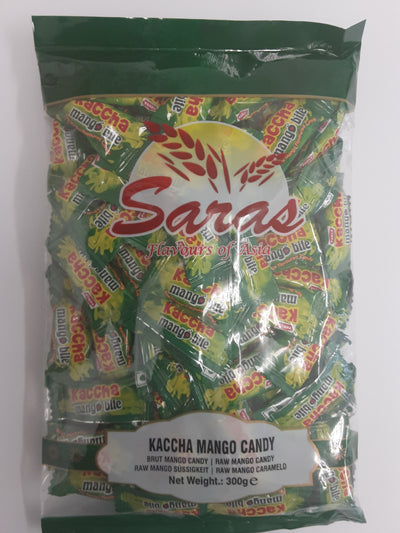 Saras
Flavours of Asia
Kaccha
mango bite
KACCHA MANGO CANDY
BRUT MANGO CANDY | RAW MANGO CANDY
RAW MANGO SÜSSIGKEIT | RAW MANGO CARAMELO
Net Weight.: 300g℮